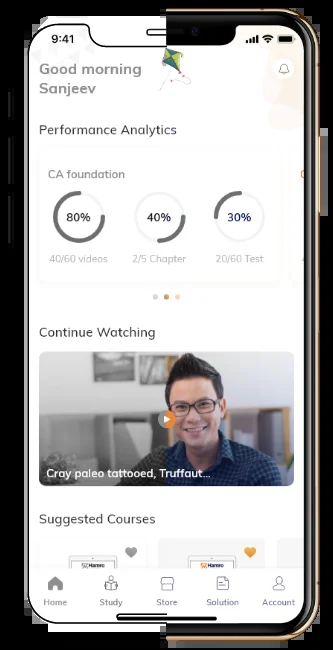 9:41
Good morning
Sanjeev
Performance Analytics
CA foundation
80%
40%
30%
40/60 videos
2/5 Chapter
20/60 Test
Continue Watching
Cray paleo tattooed, Truffaut...
Suggested Courses
Home
Study
Store
Solution
Account